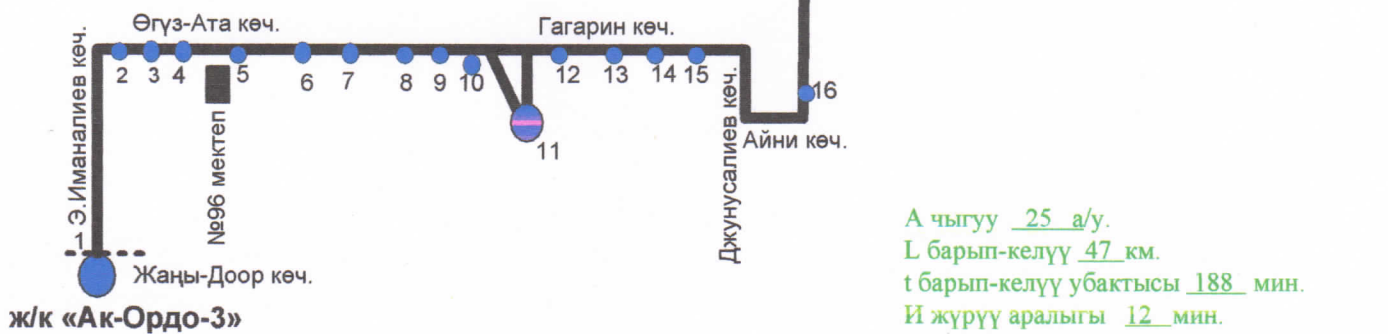 Өгүз-Ата көч.
Гагарин көч.
Э.Иманалиев көч.
2 3 4 5 6 7 8 9 10 12 13 14 15
16
11
№96 мектеп
Джунусалиев көч.
Айни көч.
1
Жаңы-Доор көч.
ж/к «Ак-Ордо-3»
А чыгуу 25 а/у.
L барып-келүү 47 км.
t барып-келүү убактысы 188 мин.
И жүрүү аралыгы 12 мин.